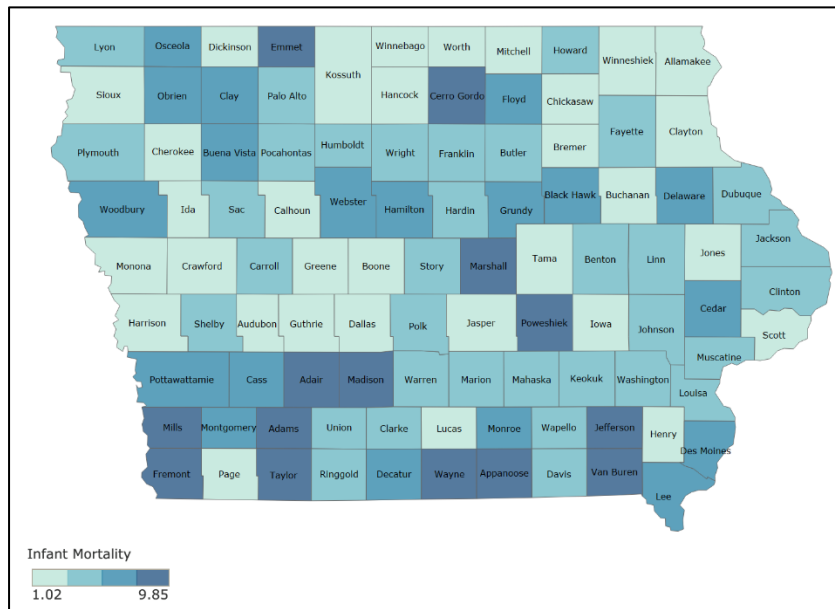 Lyon Osceola Dickinson Emmet Winnebago Worth Mitchell Howard Winneshiek Allamakee
Kossuth
Sioux Obrien Clay Palo Alto Hancock Cerro Gordo Floyd Chickasaw
Plymouth Cherokee Buena Vista Pocahontas Humboldt Wright Franklin Butler Bremer Fayette Clayton
Woodbury Ida Sac Calhoun Webster Hamilton Hardin Grundy Black Hawk Buchanan Delaware Dubuque
Jackson
Monona Crawford Carroll Greene Boone Story Marshall Tama Benton Linn Jones
Clinton
Harrison Shelby Audubon Guthrie Dallas Polk Jasper Poweshiek Iowa Johnson Cedar Scott
Muscatine
Pottawattamie Cass Adair Madison Warren Marion Mahaska Keokuk Washington
Louisa
Mills Montgomery Adams Union Clarke Lucas Monroe Wapello Jefferson Henry
Des Moines
Fremont Page Taylor Ringgold Decatur Wayne Appanoose Davis Van Buren
Lee
Infant Mortality
1.02 9.85